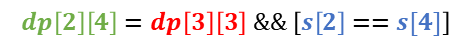 dp[2][4] = dp[3][3] && [s[2] == s[4]]